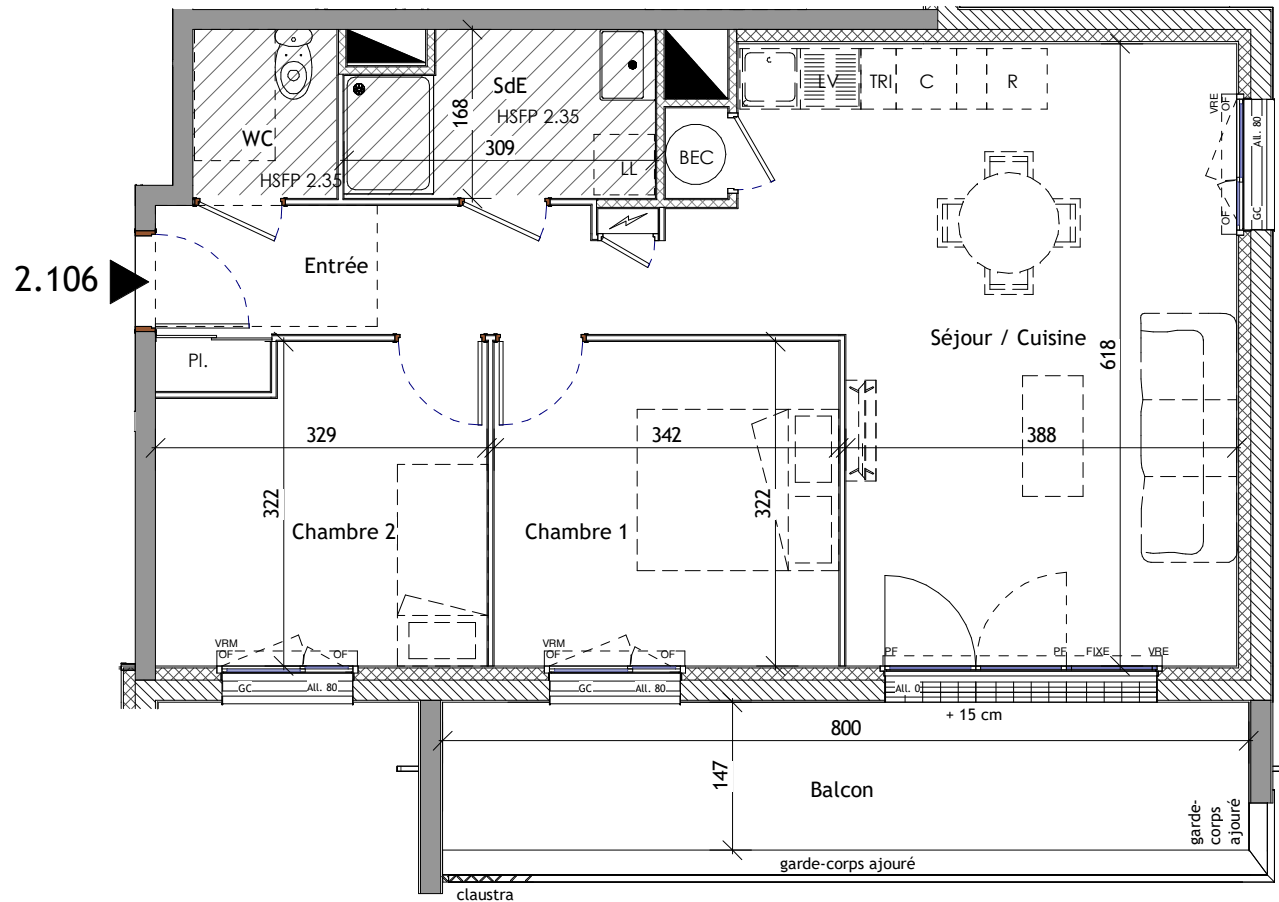 SdE
HSFP 2.35
168
309
WC
HSFP 2.35
LL
BEC
LV
TRI
C
R
VRE
OF
All. 80
GC
OF
2.106
Entrée
Pl.
Séjour / Cuisine
618
329
342
388
322
322
Chambre 2
Chambre 1
VRM
OF
OF
GC
All. 80
VRM
OF
OF
GC
All. 80
PF
PF
FIXE
VRE
All. 0
+ 15 cm
800
147
Balcon
garde-
corps
ajouré
garde-corps ajouré
claustra